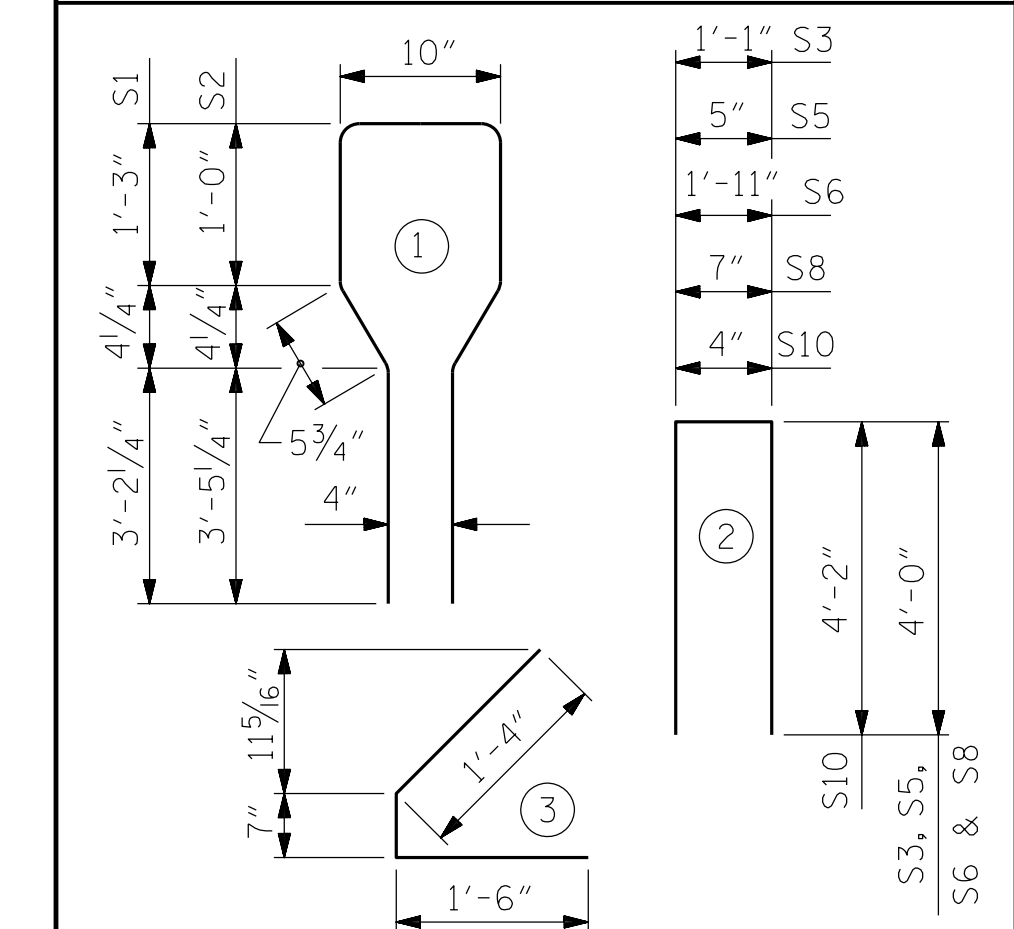 S1
S2
10″
1′-3″
1′-0″
1
4¼″
4¼″
5¾″
3′-2¼″
3′-5¼″
4″
1′-1″ S3
5″ S5
1′-11″ S6
7″ S8
4″ S10
2
4′-2″
4′-0″
S10
S3, S5,
S6 & S8
11 5/16″
7″
1′-4″
3
1′-6″